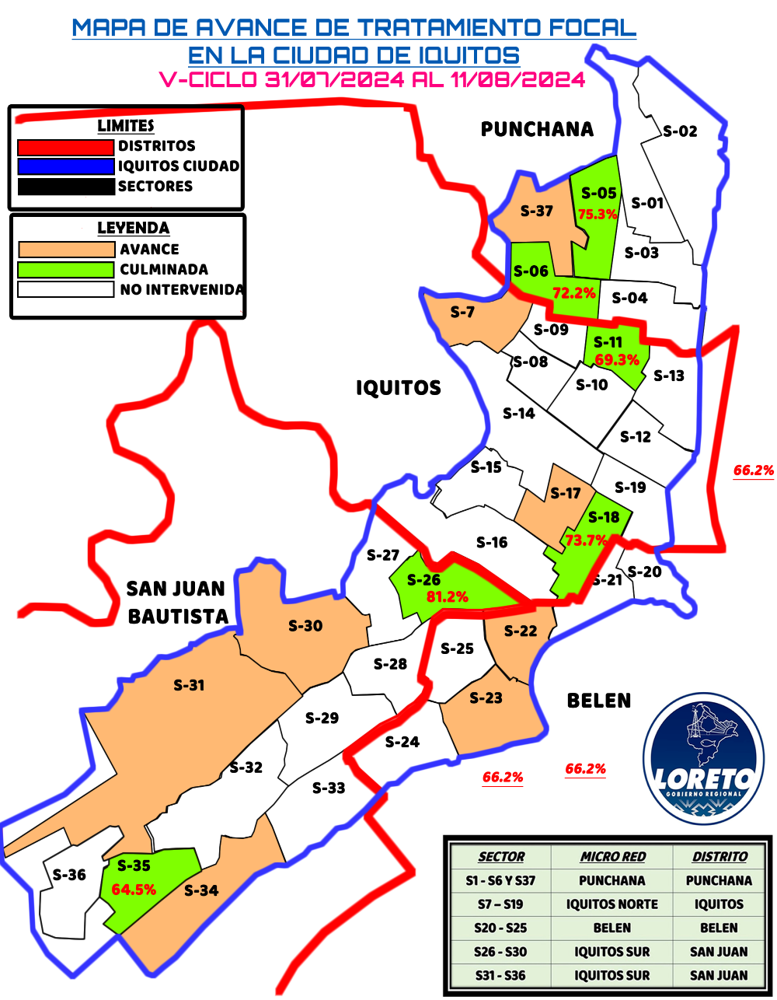 MAPA DE AVANCE DE TRATAMIENTO FOCAL
EN LA CIUDAD DE IQUITOS
V-CICLO 31/07/2024 AL 11/08/2024
LIMITES
DISTRITOS
IQUITOS CIUDAD
SECTORES
LEYENDA
AVANCE
CULMINADA
NO INTERVENIDA
PUNCHANA
S-02
S-05
75.3%
S-01
S-37
S-03
S-06
72.2%
S-04
S-7
S-09
S-11
69.3%
S-08
S-13
S-10
IQUITOS
S-14
S-12
S-15
66.2%
S-17
S-19
S-18
73.7%
S-16
S-27
S-26
81.2%
S-21
S-20
SAN JUAN
BAUTISTA
S-30
S-22
S-25
S-28
S-31
S-23
BELEN
S-29
S-24
S-32
66.2%
66.2%
S-33
LORETO
GOBIERNO REGIONAL
S-36
S-35
64.5%
S-34
SECTOR MICRO RED DISTRITO
S1 - S6 Y S37 PUNCHANA PUNCHANA
S7 – S19 IQUITOS NORTE IQUITOS
S20 - S25 BELEN BELEN
S26 - S30 IQUITOS SUR SAN JUAN
S31 - S36 IQUITOS SUR SAN JUAN